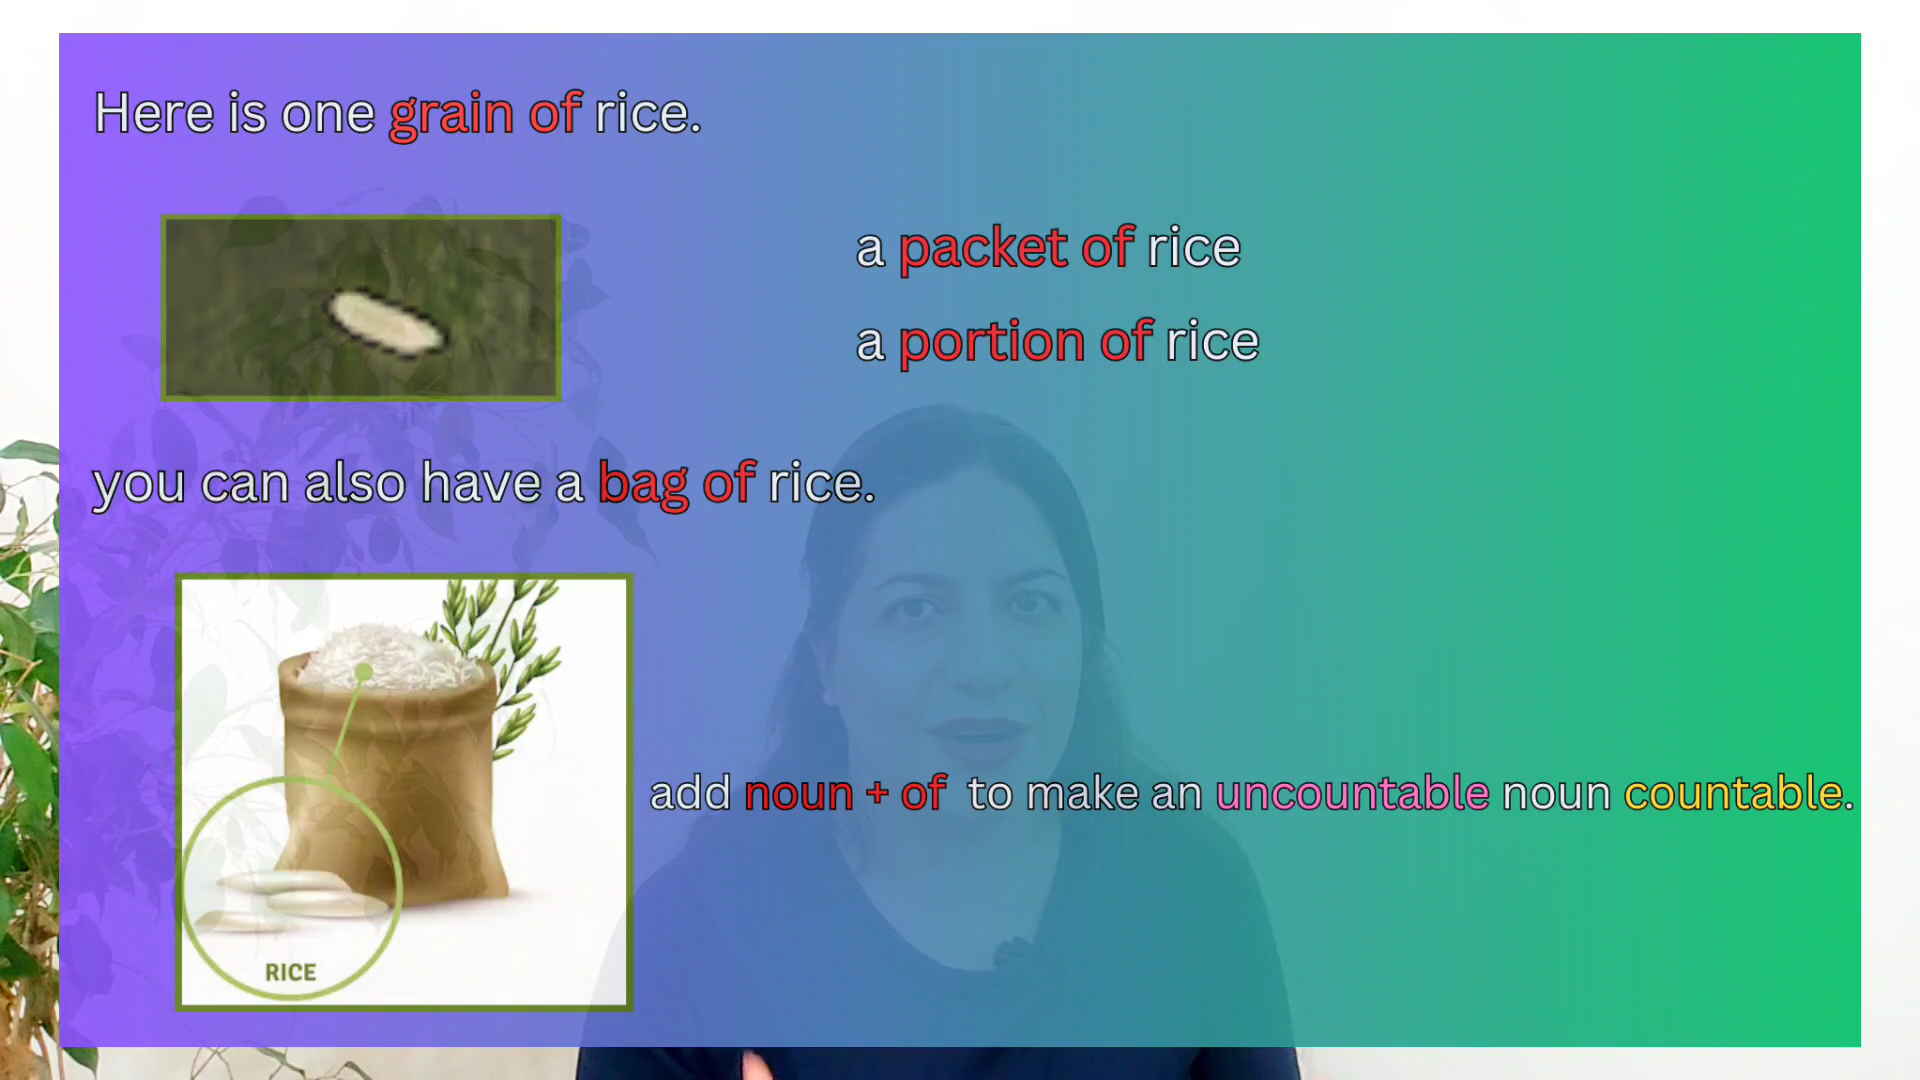 Here is one grain of rice.
a packet of rice
a portion of rice
you can also have a bag of rice.
add noun + of to make an uncountable noun countable.
RICE